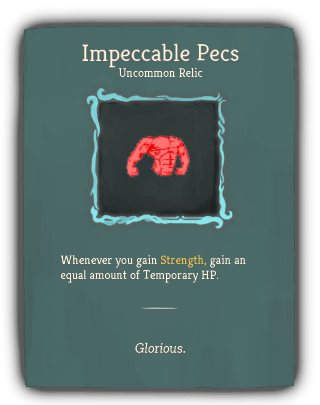 Impeccable Pecs
Uncommon Relic
Whenever you gain Strength, gain an
equal amount of Temporary HP.
Glorious.